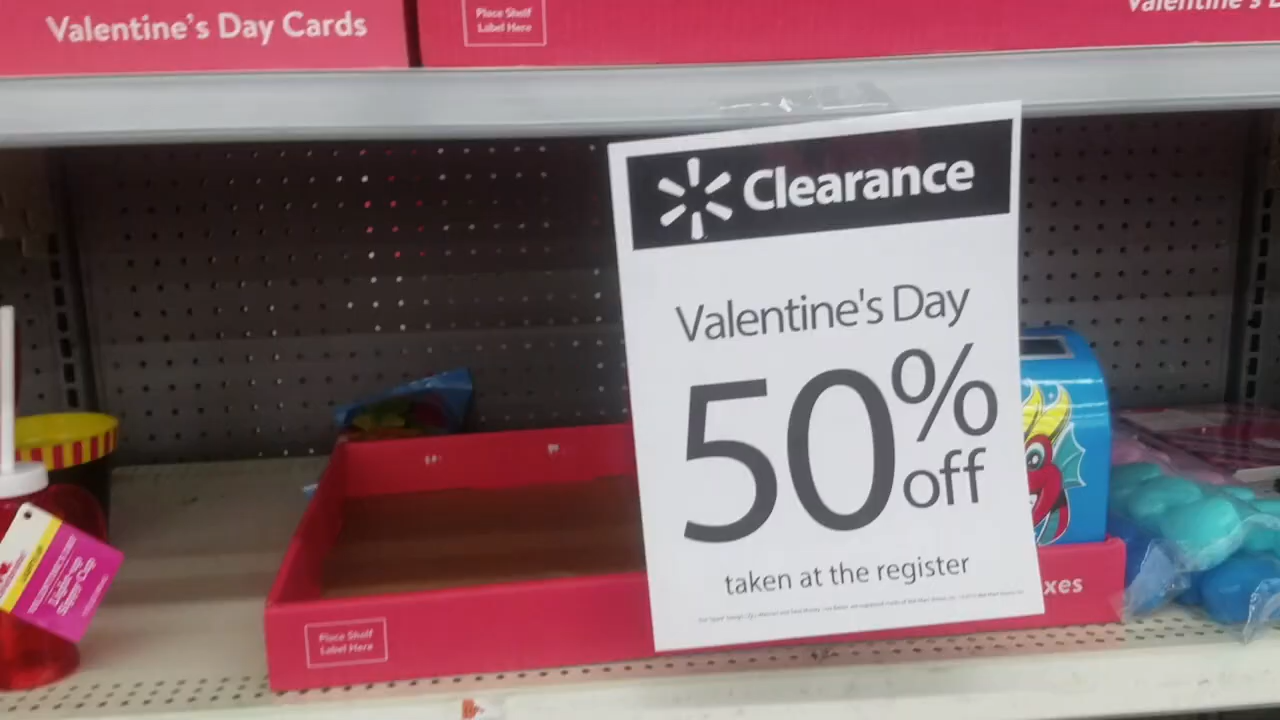 Valentine's Day Cards
Place Shelf
Label Here
Valentine's
Clearance
Valentine's Day
50%
off
taken at the register
xes
Place Shelf
Label Here